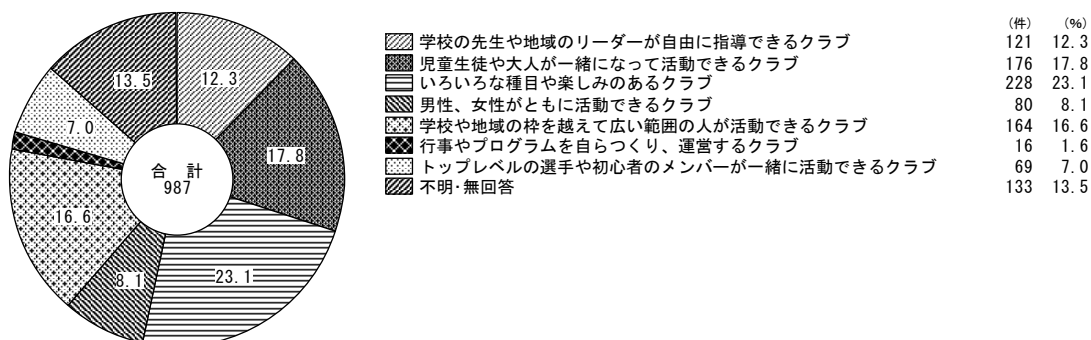 (件) (%)
学校の先生や地域のリーダーが自由に指導できるクラブ 121 12.3
児童生徒や大人が一緒になって活動できるクラブ 176 17.8
いろいろな種目や楽しみのあるクラブ 228 23.1
男性、女性がともに活動できるクラブ 80 8.1
学校や地域の枠を越えて広い範囲の人が活動できるクラブ 164 16.6
行事やプログラムを自らつくり、運営するクラブ 16 1.6
トップレベルの選手や初心者のメンバーが一緒に活動できるクラブ 69 7.0
不明・無回答 133 13.5
合 計
987
12.3
17.8
23.1
8.1
16.6
7.0
13.5